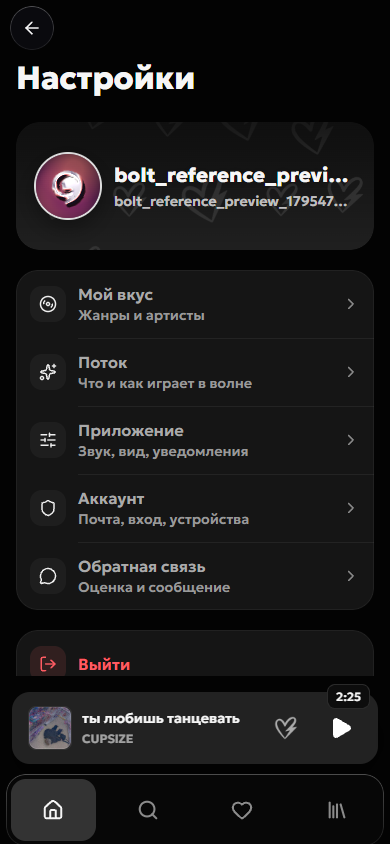 Настройки
bolt_reference_previ...
bolt_reference_preview_179547...
Мой вкус
Жанры и артисты
Поток
Что и как играет в волне
Приложение
Звук, вид, уведомления
Аккаунт
Почта, вход, устройства
Обратная связь
Оценка и сообщение
Выйти
2:25
ты любишь танцевать
CUPSIZE